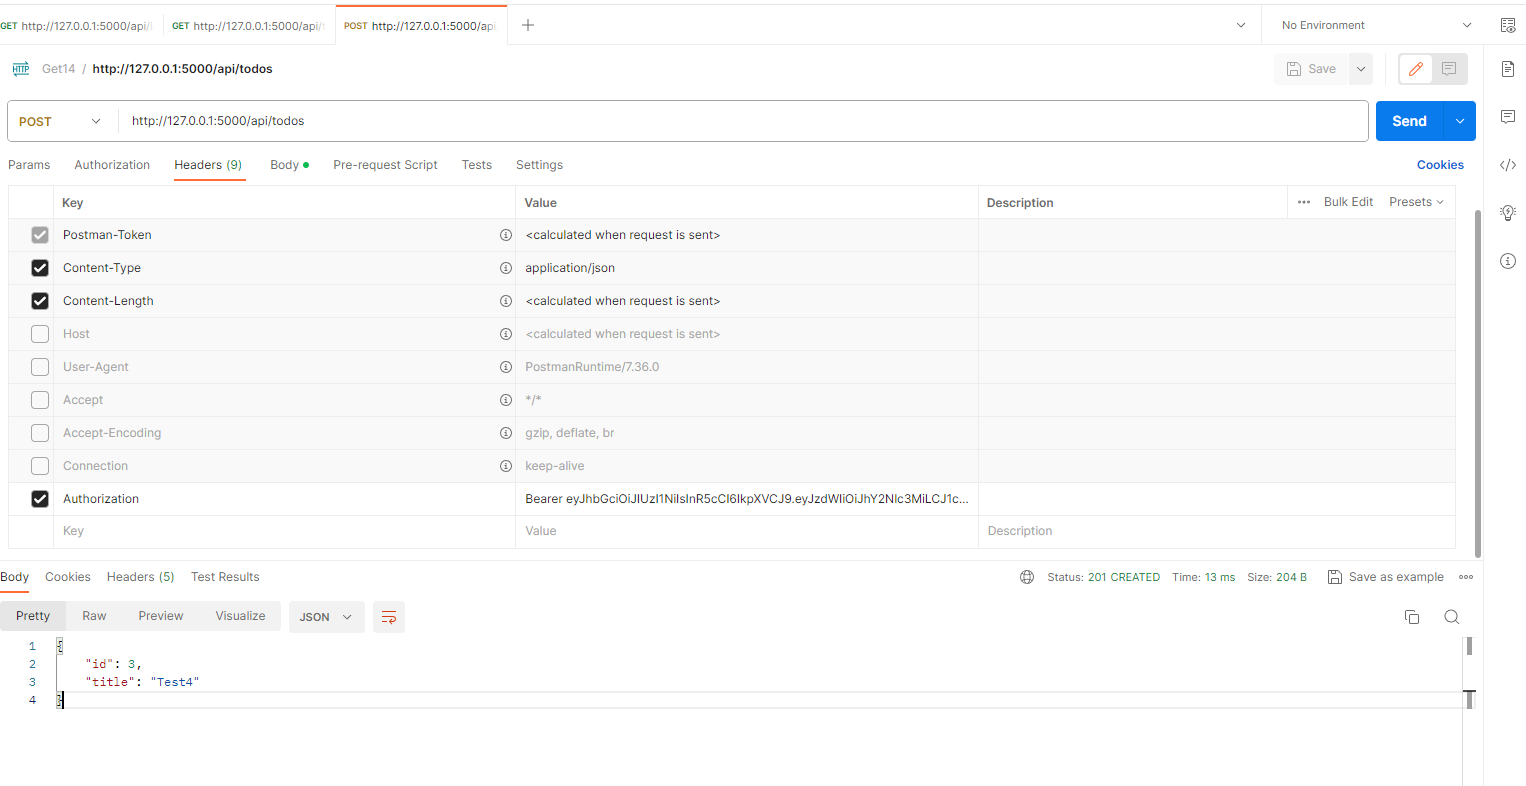 GET http://127.0.0.1:5000/api/ GET http://127.0.0.1:5000/api/ POST http://127.0.0.1:5000/api No Environment
HTTP Get14 / http://127.0.0.1:5000/api/todos Save
POST http://127.0.0.1:5000/api/todos Send
Params Authorization Headers (9) Body Pre-request Script Tests Settings Cookies
Key Value Description Bulk Edit Presets
Postman-Token <calculated when request is sent>
Content-Type application/json
Content-Length <calculated when request is sent>
Host <calculated when request is sent>
User-Agent PostmanRuntime/7.36.0
Accept */*
Accept-Encoding gzip, deflate, br
Connection keep-alive
Authorization Bearer eyJhbGciOiJIUzI1NiIsInR5cCI6IkpXVCJ9.eyJzdWIiOiJhY2Nlc3MiLCJ1c...
Key Value Description
Body Cookies Headers (5) Test Results Status: 201 CREATED Time: 13 ms Size: 204 B Save as example
Pretty Raw Preview Visualize JSON
1 {
2 "id": 3,
3 "title": "Test4"
4 }